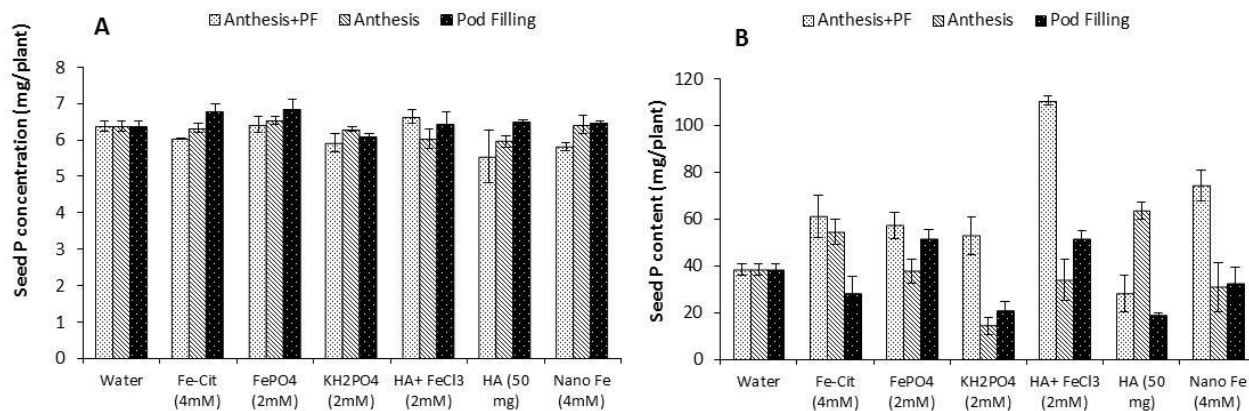 Anthesis+PF Anthesis Pod Filling
A
Seed P concentration (mg/plant)
8
7
6
5
4
3
2
1
0
Water Fe-Cit FePO4 KH2PO4 HA+ FeCl3 HA (50 Nano Fe
(4mM) (2mM) (2mM) (2mM) mg) (4mM)
Anthesis+PF Anthesis Pod Filling
B
Seed P content (mg/plant)
120
100
80
60
40
20
0
Water Fe-Cit FePO4 KH2PO4 HA+ FeCl3 HA (50 Nano Fe
(4mM) (2mM) (2mM) (2mM) mg) (4mM)